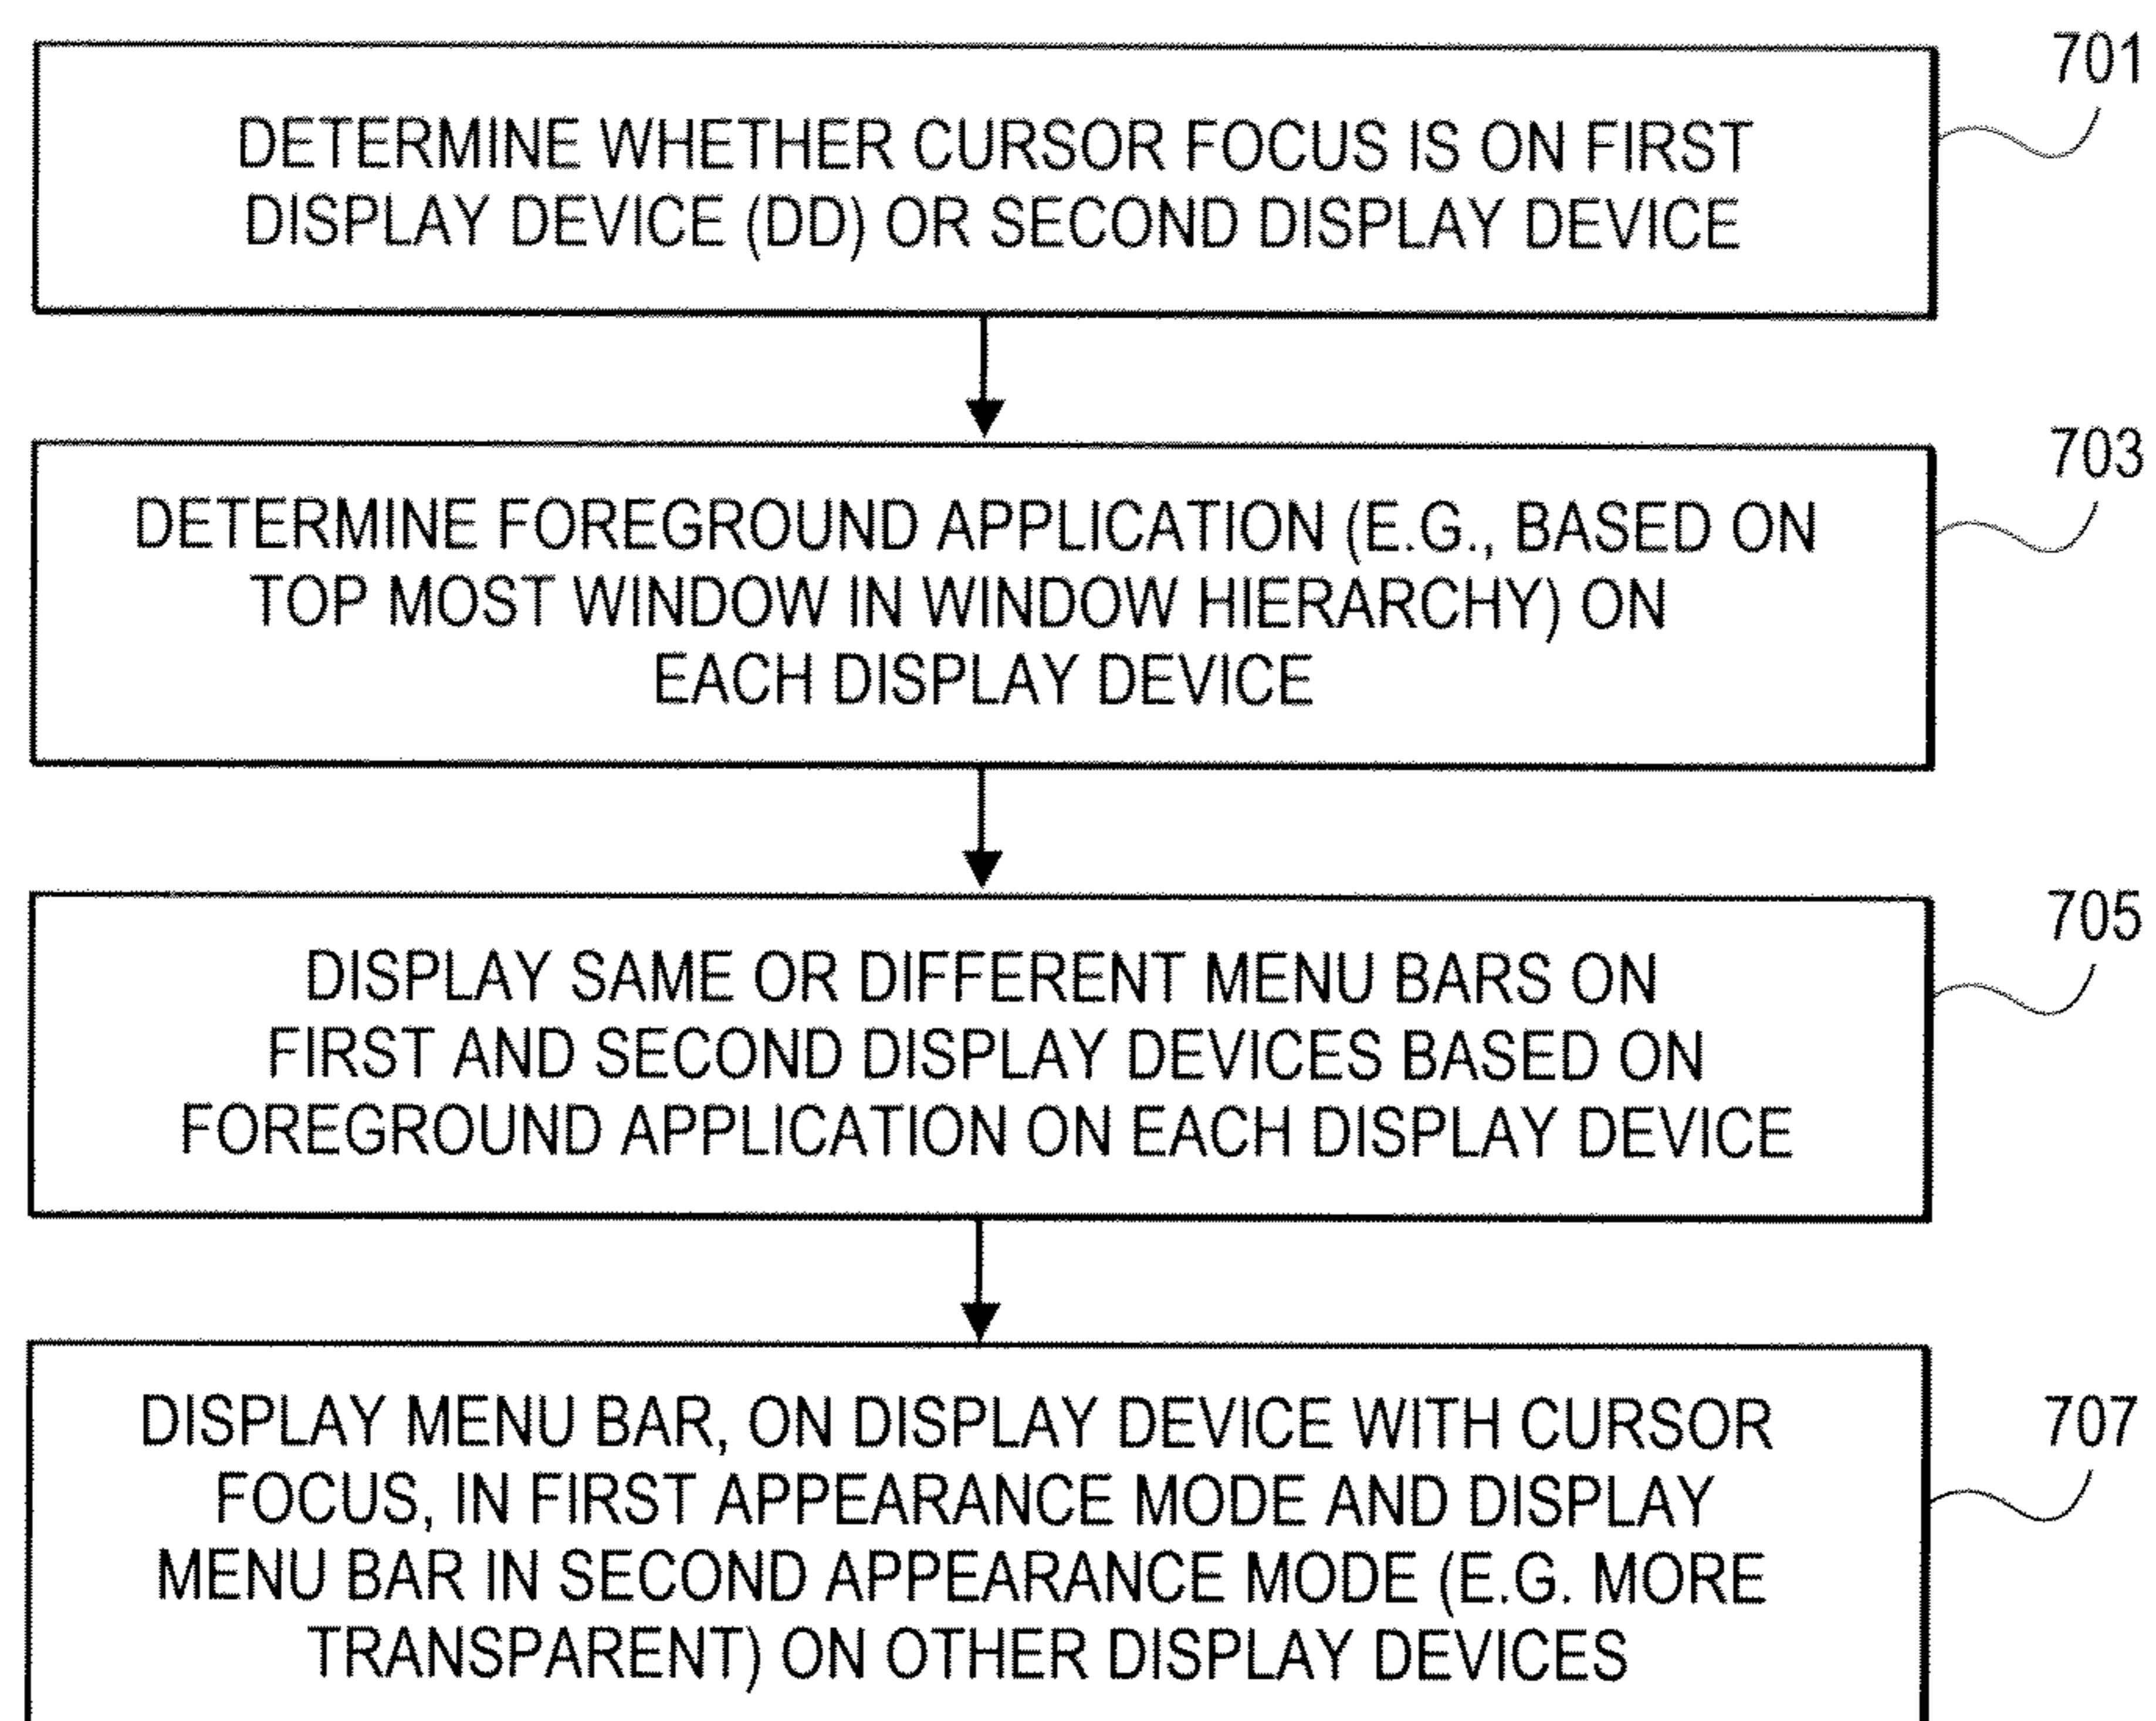 701
DETERMINE WHETHER CURSOR FOCUS IS ON FIRST
DISPLAY DEVICE (DD) OR SECOND DISPLAY DEVICE
703
DETERMINE FOREGROUND APPLICATION (E.G., BASED ON
TOP MOST WINDOW IN WINDOW HIERARCHY) ON
EACH DISPLAY DEVICE
705
DISPLAY SAME OR DIFFERENT MENU BARS ON
FIRST AND SECOND DISPLAY DEVICES BASED ON
FOREGROUND APPLICATION ON EACH DISPLAY DEVICE
707
DISPLAY MENU BAR, ON DISPLAY DEVICE WITH CURSOR
FOCUS, IN FIRST APPEARANCE MODE AND DISPLAY
MENU BAR IN SECOND APPEARANCE MODE (E.G. MORE
TRANSPARENT) ON OTHER DISPLAY DEVICES